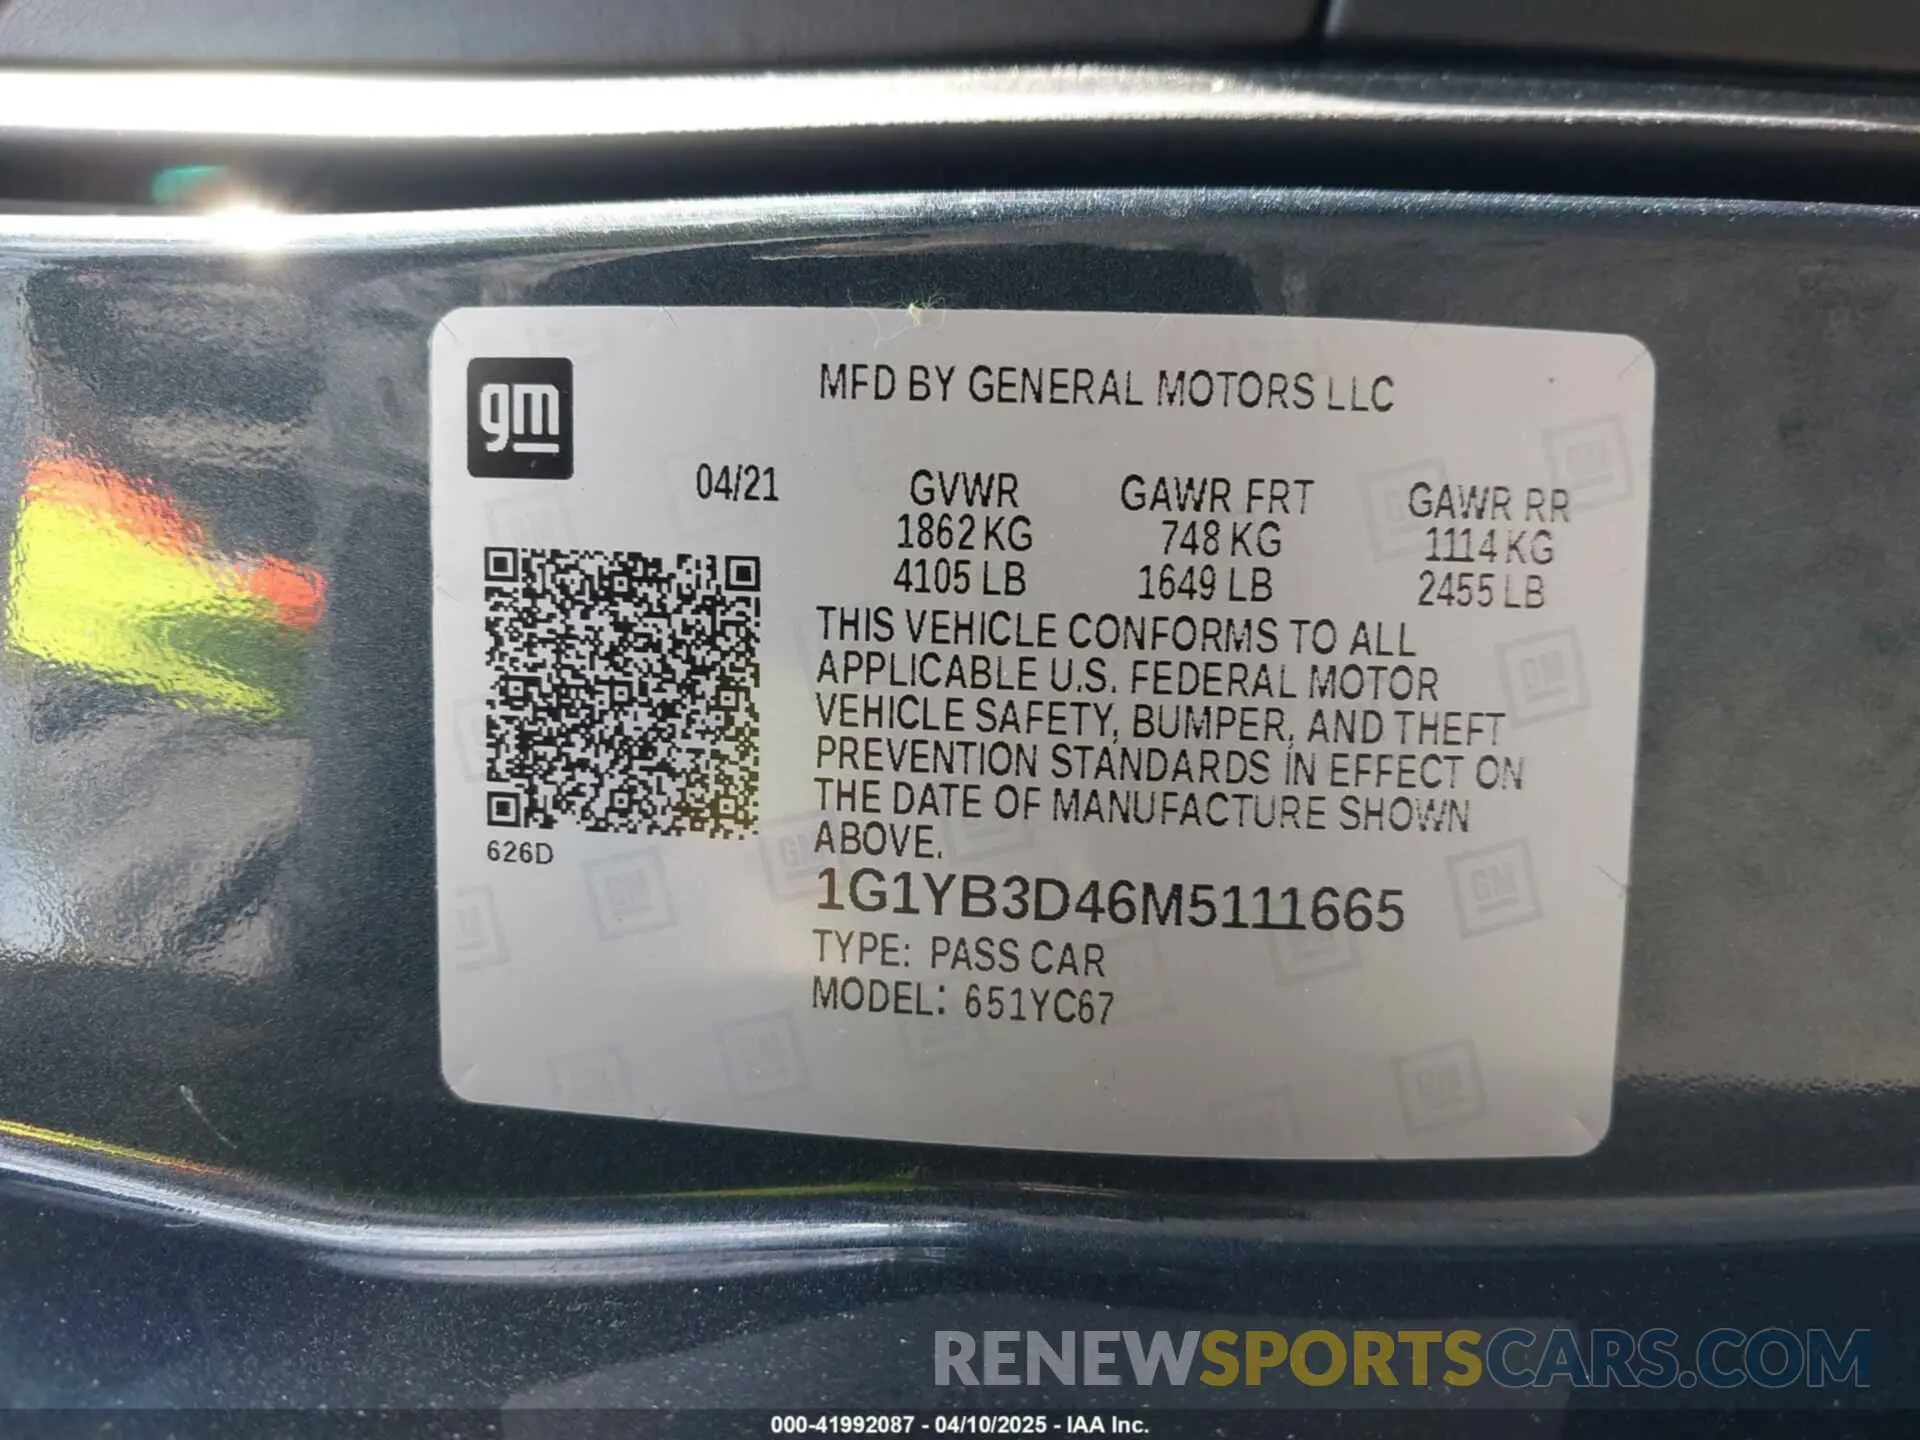 gm
MFD BY GENERAL MOTORS LLC
04/21 GVWR GAWR FRT GAWR RR
1862 KG 748 KG 1114 KG
4105 LB 1649 LB 2455 LB
THIS VEHICLE CONFORMS TO ALL
APPLICABLE U.S. FEDERAL MOTOR
VEHICLE SAFETY, BUMPER, AND THEFT
PREVENTION STANDARDS IN EFFECT ON
THE DATE OF MANUFACTURE SHOWN
ABOVE.
626D
1G1YB3D46M5111665
TYPE: PASS CAR
MODEL: 651YC67
RENEWSPORTSCARS.COM
000-41992087 - 04/10/2025 - IAA Inc.